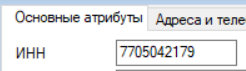 Основные атрибуты Адреса и теле
ИНН 7705042179